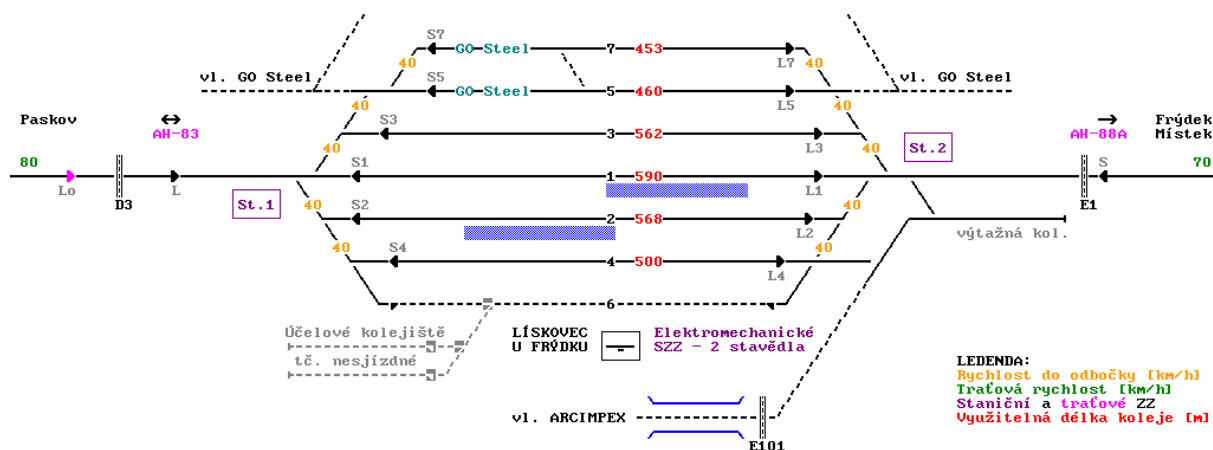 S7 GO Steel 7 453 L7
40 40
vl. GO Steel S5 GO Steel 5 460 L5 vl. GO Steel
40 40
Paskov ↔ AH-83 S3 3 562 L3 → AH-88A Frýdek Místek
40 40 St.2
80 Lo D3 L S1 1 590 L1 E1 S 70
St.1
40 S2 2 568 L2 výtažná kol.
40 40
S4 4 500 L4
6
Účelové kolejiště
tč. nesjízdné
LÍSKOVEC
U FRÝDKU
Elektromechanické
SZZ - 2 stavědla
vl. ARCIMPEX E101
LEDENDA:
Rychlost do odbočky [km/h]
Traťová rychlost [km/h]
Staniční a traťové ZZ
Využitelná délka koleje [m]